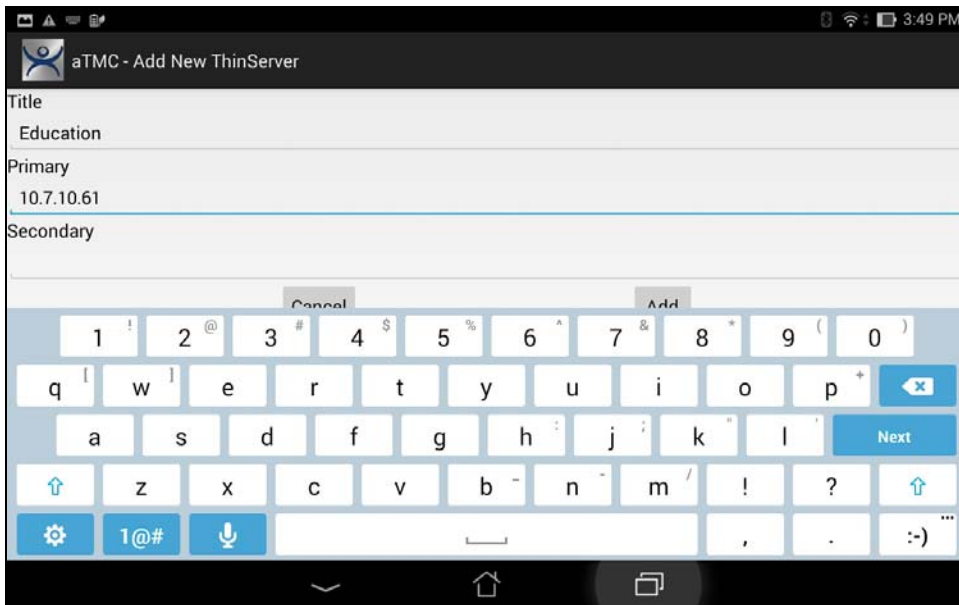 3:49 PM
aTMC - Add New ThinServer
Title
Education
Primary
10.7.10.61
Secondary
Cancel Add
1 ! 2 @ 3 # 4 $ 5 % 6 ^ 7 & 8 * 9 ( 0 )
q [ w ] e r t y u i o p +
a s d f g h : j ; k " l ' Next
z x c v b - n - m / ! ?
1@# , . :-) ...